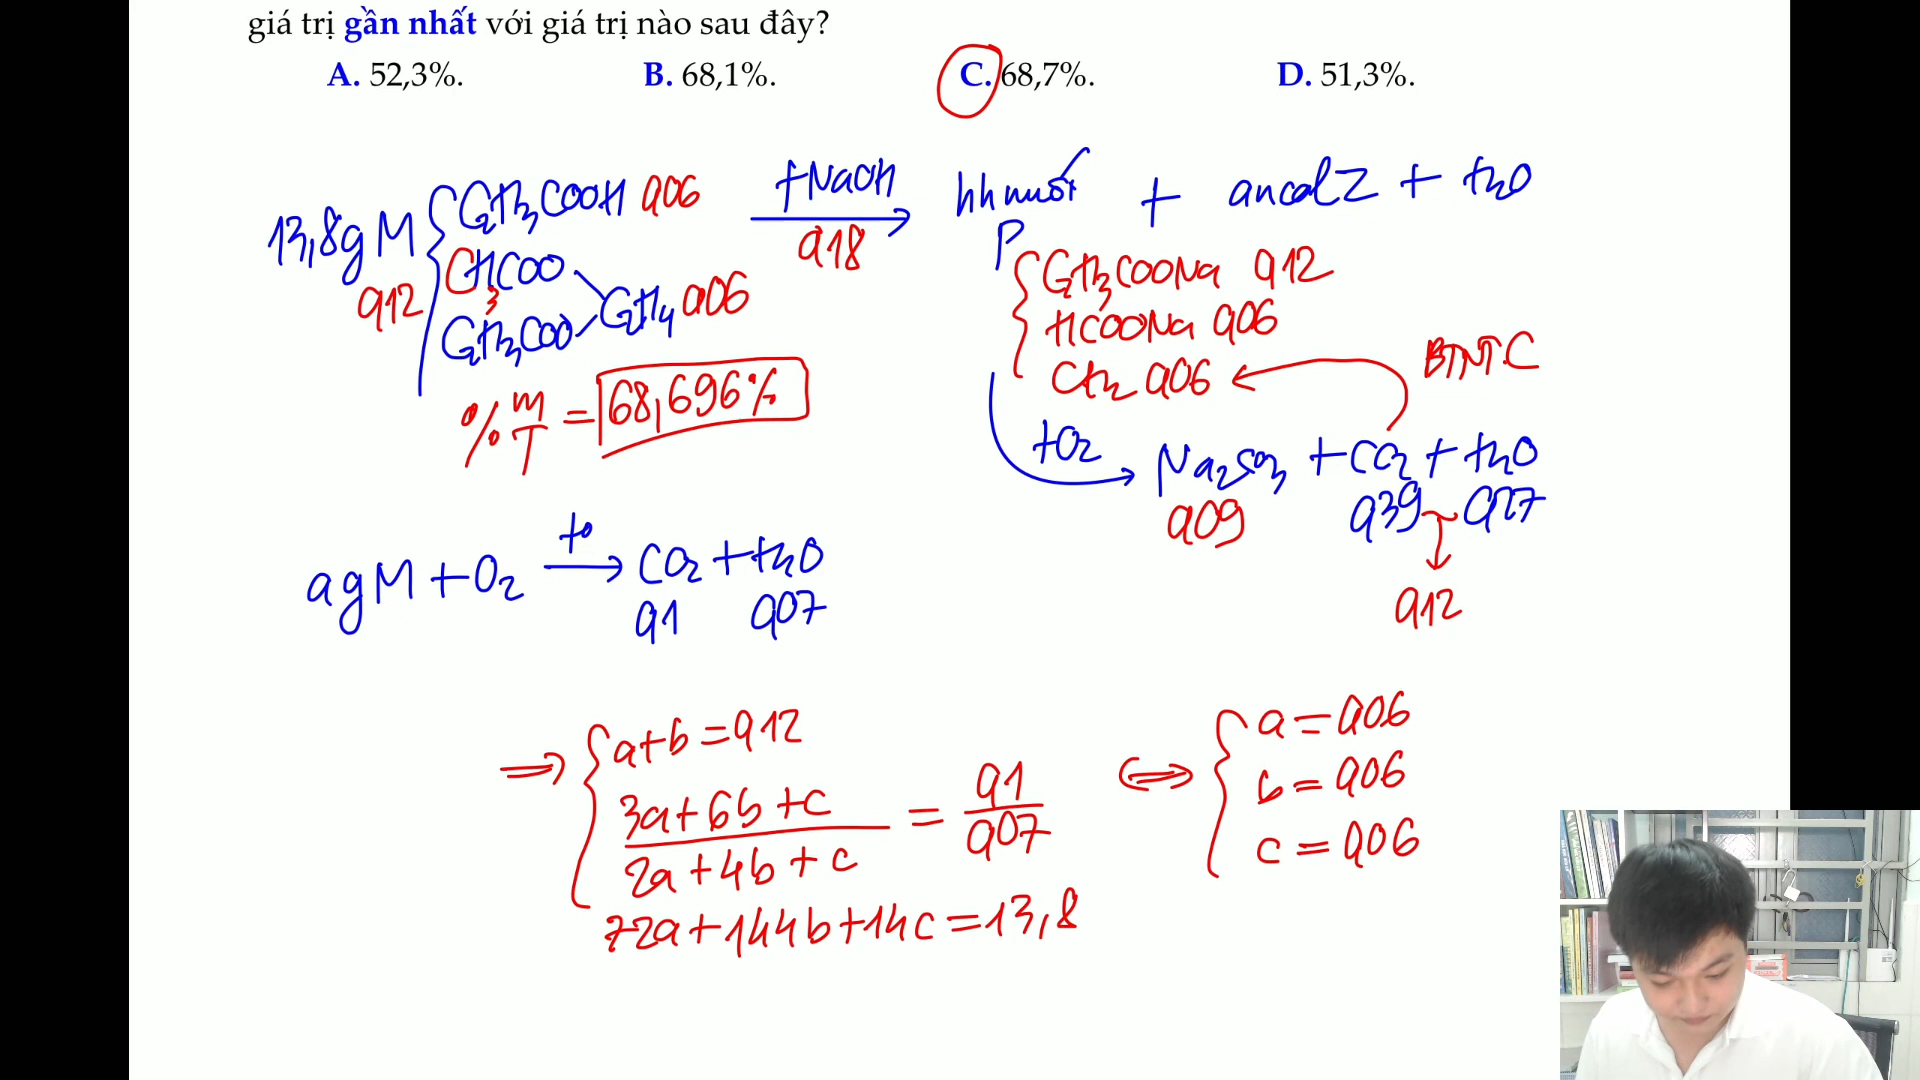 giá trị gần nhất với giá trị nào sau đây?
A. 52,3%. B. 68,1%. C. 68,7%. D. 51,3%.
13,8g M
0,12
C2H3COOH 0,06
CH3COO
C2H3COO
C2H4 0,06
+NaOH
0,18
hh muối + ancol Z + H2O
P
C2H3COONa 0,12
HCOONa 0,06
CH2 0,06
BTNT.C
% m/T = 68,696%
+O2
Na2CO3 + CO2 + H2O
0,09 0,39 0,27
0,12
a g M + O2 t° CO2 + H2O
0,1 0,07
⇒ a+b = 0,12
3a+6b+c / 2a+4b+c = 0,1 / 0,07
72a+144b+14c = 13,8
⇔ a = 0,06
b = 0,06
c = 0,06